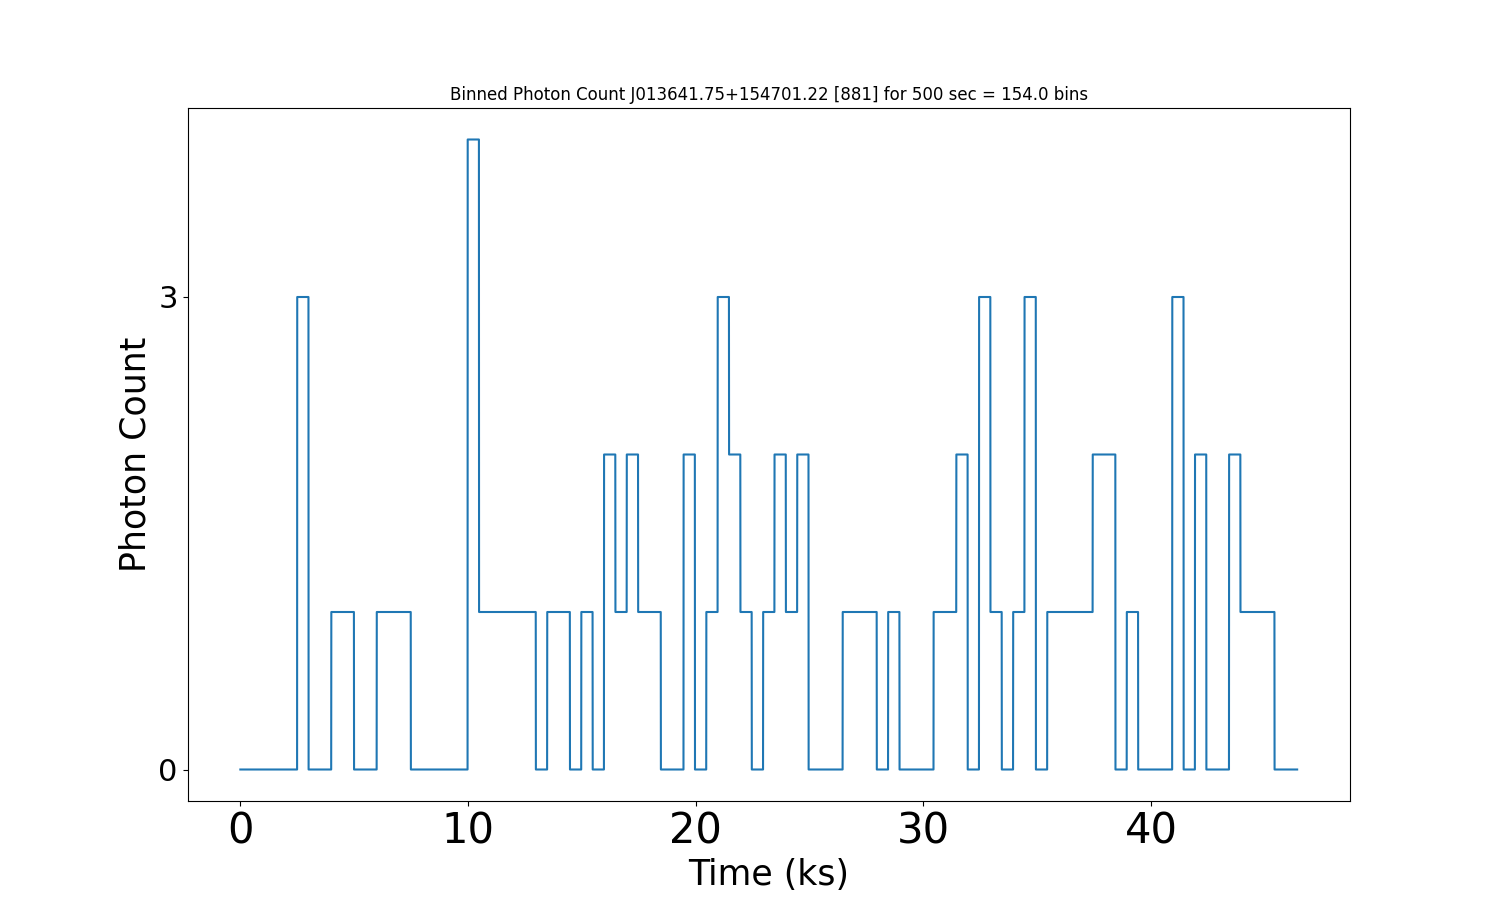 Binned Photon Count J013641.75+154701.22 [881] for 500 sec = 154.0 bins
3
Photon Count
0
0 10 20 30 40
Time (ks)